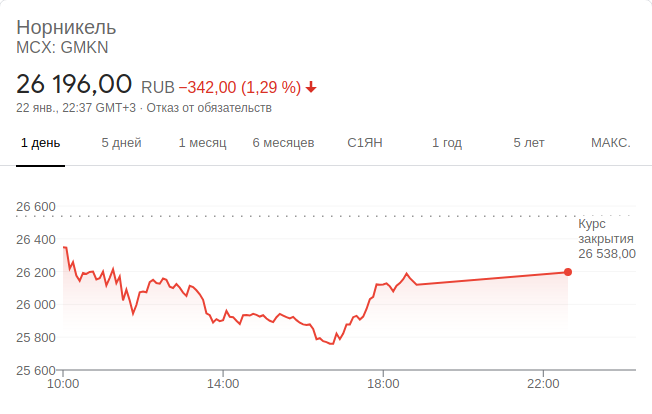 Норникель
MCX: GMKN
26 196,00 RUB −342,00 (1,29 %)
22 янв., 22:37 GMT+3 · Отказ от обязательств
1 день 5 дней 1 месяц 6 месяцев С1ЯН 1 год 5 лет МАКС.
26 600
Курс
закрытия
26 538,00
26 400
26 200
26 000
25 800
25 600
10:00 14:00 18:00 22:00